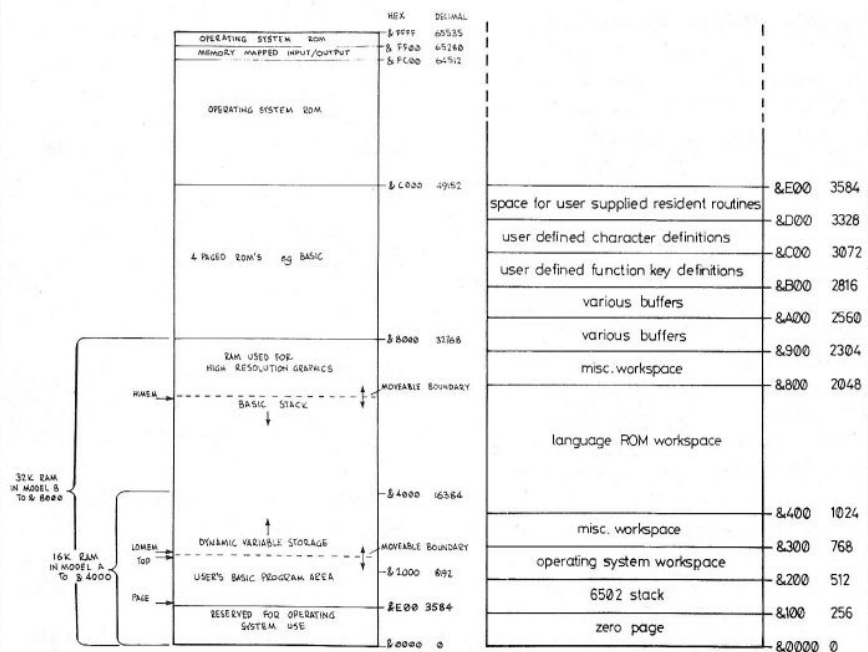 HEX DECIMAL
OPERATING SYSTEM ROM
& FFFF 65535
MEMORY MAPPED INPUT/OUTPUT
& FF00 65280
& FC00 64512
OPERATING SYSTEM ROM
& C000 49152
4 PAGED ROM'S eg BASIC
& 8000 32768
RAM USED FOR
HIGH RESOLUTION GRAPHICS
MOVEABLE BOUNDARY
HIMEM
BASIC STACK
32K RAM
IN MODEL B
TO & 8000
& 4000 16384
16K RAM
IN MODEL A
TO & 4000
DYNAMIC VARIABLE STORAGE
MOVEABLE BOUNDARY
LOMEM
TOP
USER'S BASIC PROGRAM AREA
& 2000 8192
PAGE
& E00 3584
RESERVED FOR OPERATING
SYSTEM USE
& 0000 0
&E00 3584
space for user supplied resident routines
&D00 3328
user defined character definitions
&C00 3072
user defined function key definitions
&B00 2816
various buffers
&A00 2560
various buffers
&900 2304
misc. workspace
&800 2048
language ROM workspace
&400 1024
misc. workspace
&300 768
operating system workspace
&200 512
6502 stack
&100 256
zero page
&0000 0